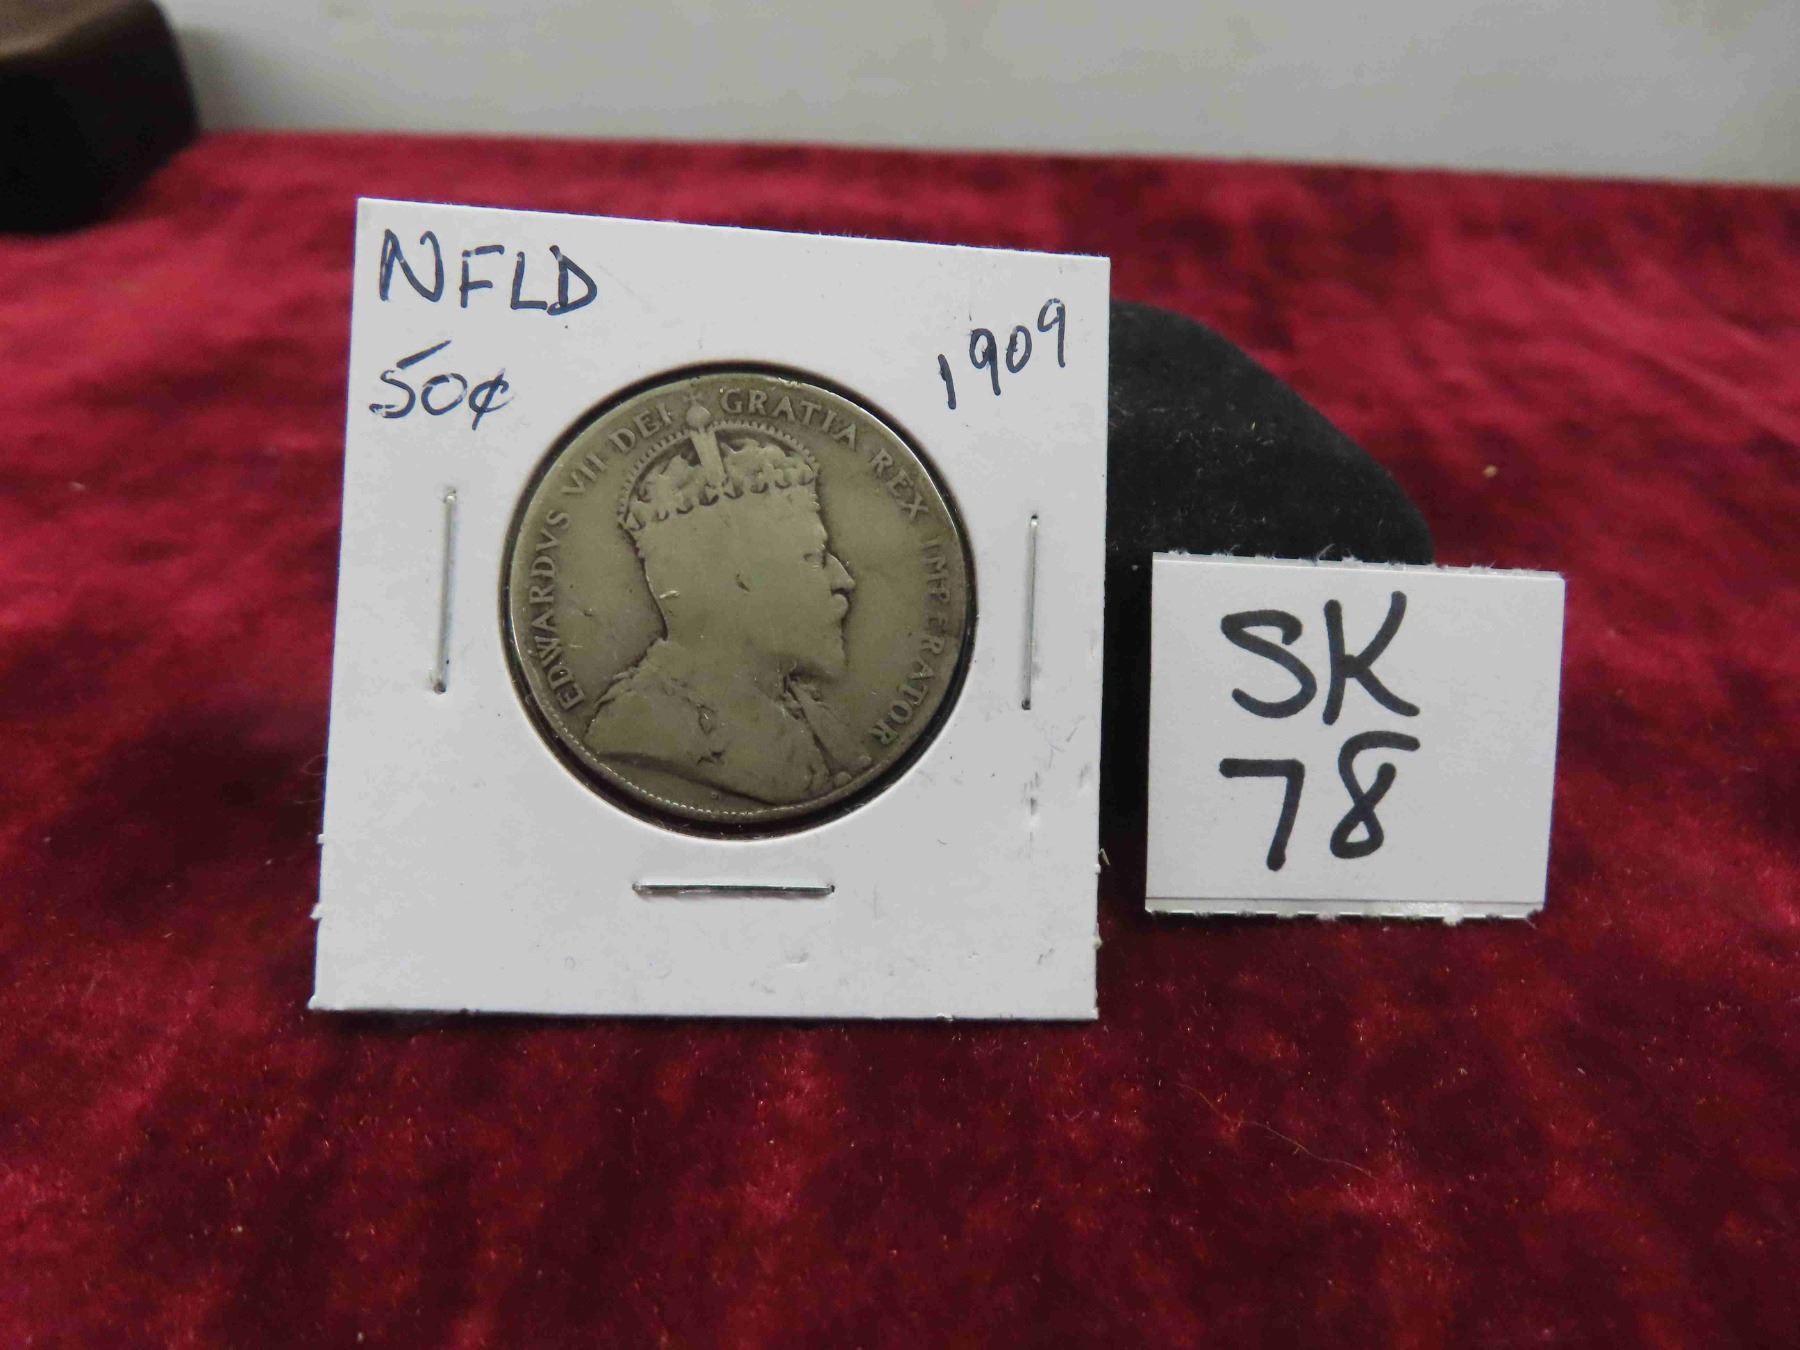 NFLD
50¢
1909
EDWARDVS VII DEI GRATIA REX IMPERATOR
SK
78